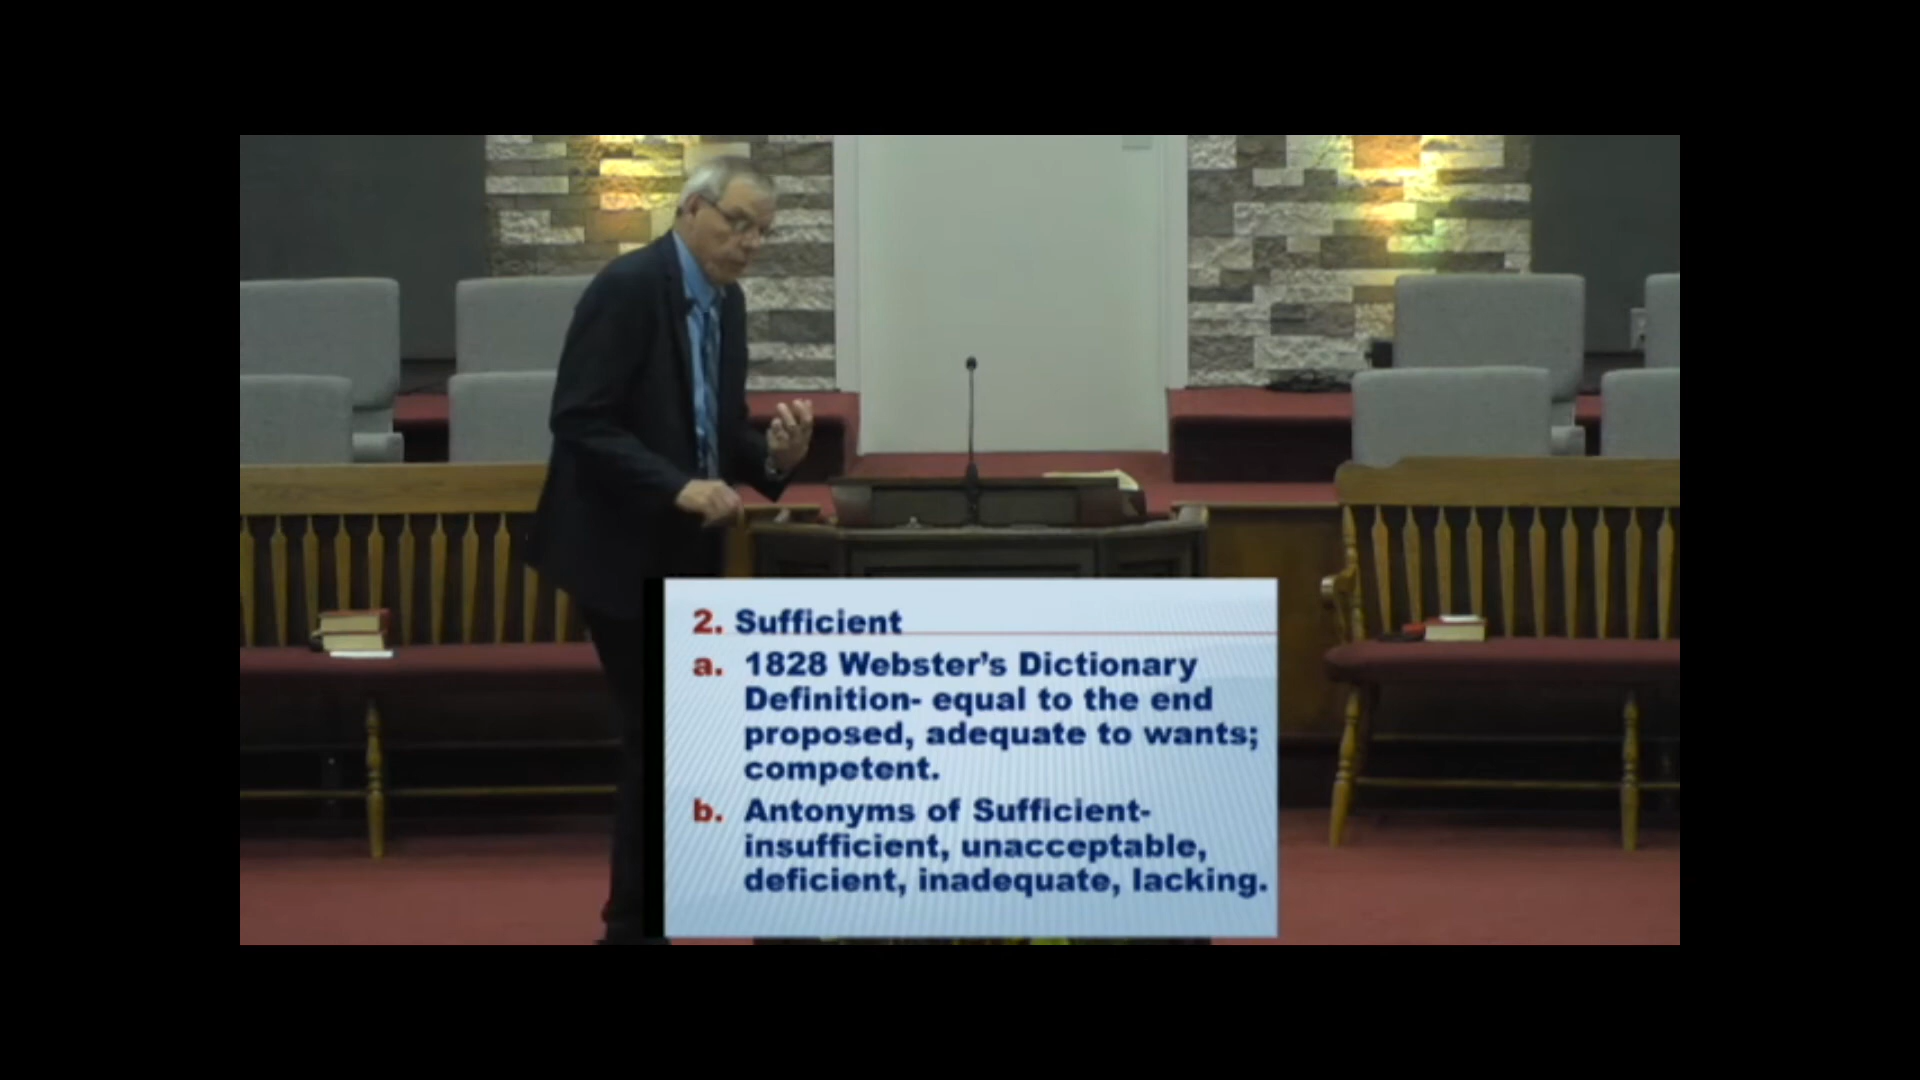 2. Sufficient
a. 1828 Webster's Dictionary
Definition- equal to the end
proposed, adequate to wants;
competent.
b. Antonyms of Sufficient-
insufficient, unacceptable,
deficient, inadequate, lacking.